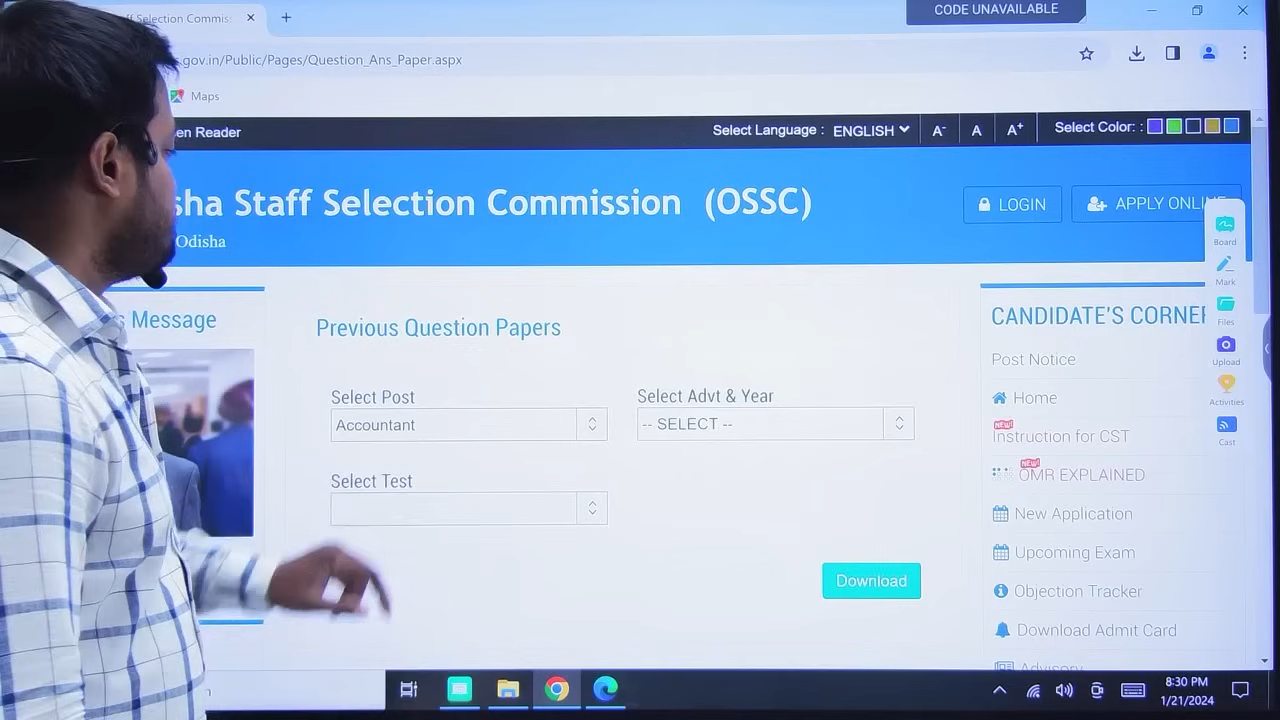 taff Selection Commis
CODE UNAVAILABLE
.gov.in/Public/Pages/Question_Ans_Paper.aspx
Maps
en Reader
Select Language : ENGLISH
A-
A
A+
Select Color: :
sha Staff Selection Commission (OSSC)
Odisha
LOGIN
APPLY ONLINE
Board
Mark
Files
Upload
Activities
Cast
s Message
Previous Question Papers
Select Post
Accountant
Select Advt & Year
-- SELECT --
Select Test
Download
CANDIDATE'S CORNER
Post Notice
Home
NEW!
Instruction for CST
NEW!
OMR EXPLAINED
New Application
Upcoming Exam
Objection Tracker
Download Admit Card
Advisory
8:30 PM
1/21/2024